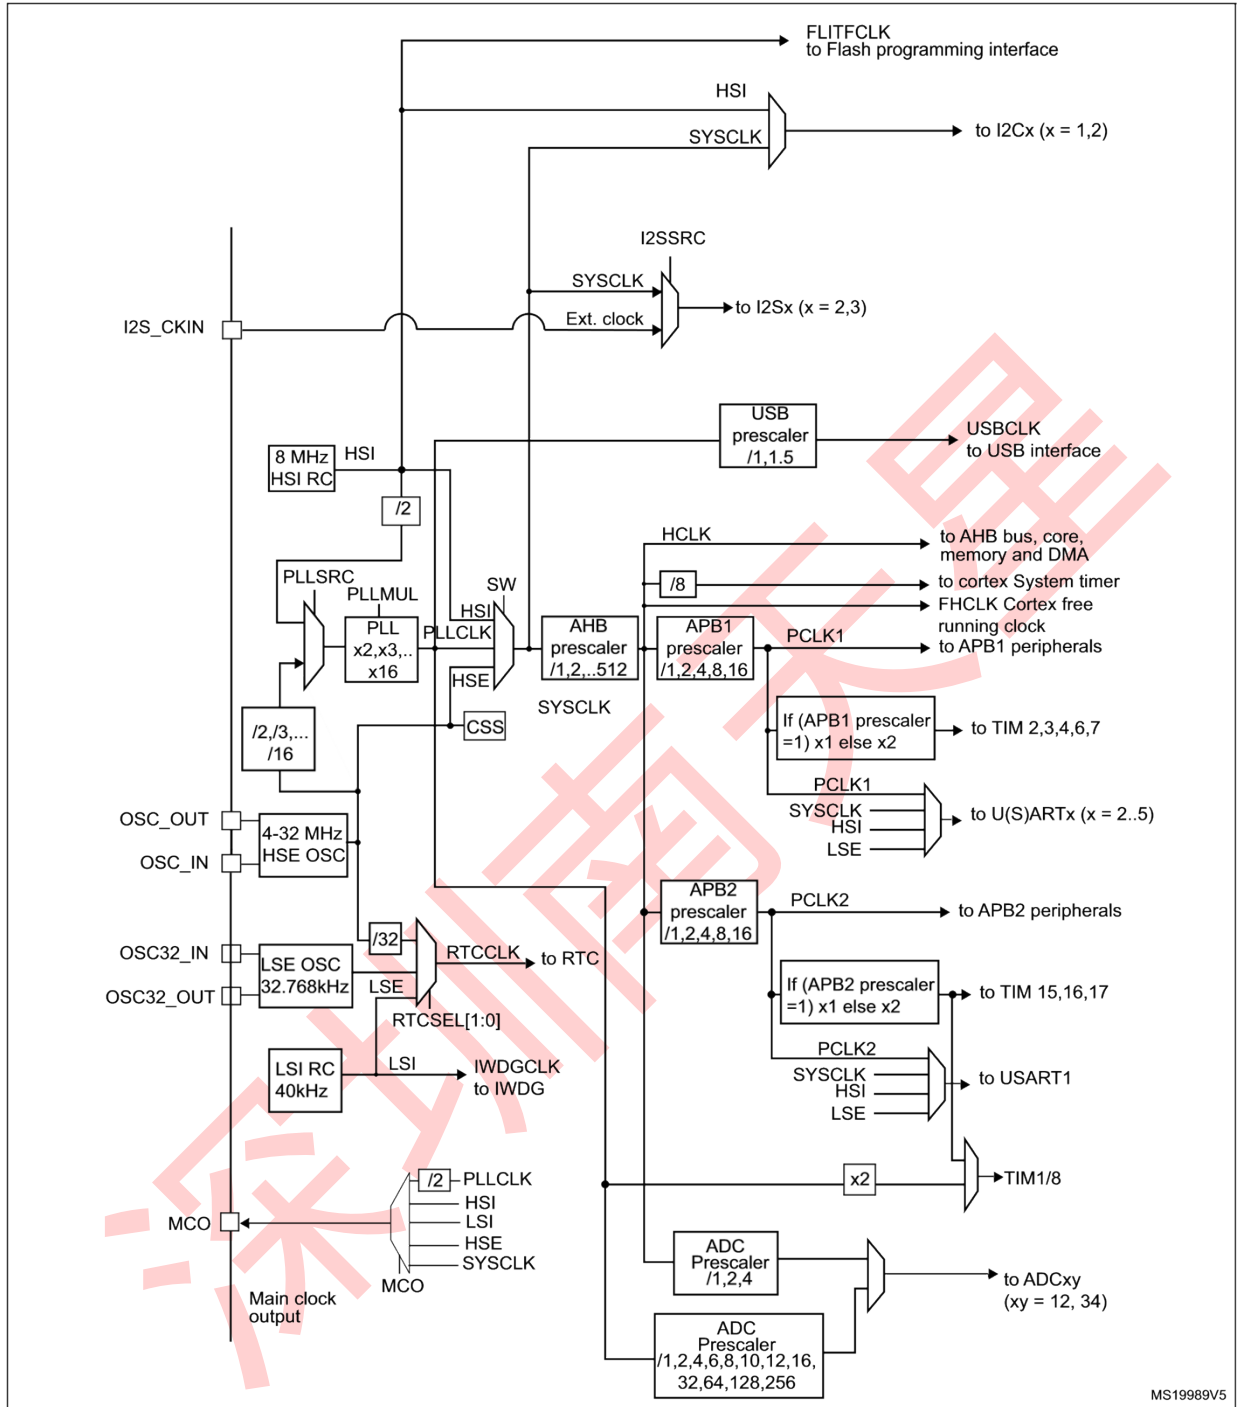 FLITFCLK
to Flash programming interface
HSI
to I2Cx (x = 1,2)
SYSCLK
I2SSRC
SYSCLK
to I2Sx (x = 2,3)
Ext. clock
I2S_CKIN
USB
prescaler
/1,1.5
USBCLK
to USB interface
8 MHz
HSI RC
HSI
/2
HCLK
to AHB bus, core,
memory and DMA
/8
to cortex System timer
FHCLK Cortex free
running clock
PLLSRC
PLLMUL
PLL
x2,x3,..
x16
SW
HSI
PLLCLK
HSE
AHB
prescaler
/1,2,..512
APB1
prescaler
/1,2,4,8,16
PCLK1
to APB1 peripherals
SYSCLK
CSS
/2,/3,...
/16
If (APB1 prescaler
=1) x1 else x2
to TIM 2,3,4,6,7
PCLK1
SYSCLK
HSI
LSE
to U(S)ARTx (x = 2..5)
OSC_OUT
OSC_IN
4-32 MHz
HSE OSC
APB2
prescaler
/1,2,4,8,16
PCLK2
to APB2 peripherals
/32
OSC32_IN
OSC32_OUT
LSE OSC
32.768kHz
RTCCLK
to RTC
LSE
RTCSEL[1:0]
If (APB2 prescaler
=1) x1 else x2
to TIM 15,16,17
LSI RC
40kHz
LSI
IWDGCLK
to IWDG
PCLK2
SYSCLK
HSI
LSE
to USART1
x2
TIM1/8
/2
PLLCLK
HSI
LSI
HSE
SYSCLK
MCO
MCO
Main clock
output
ADC
Prescaler
/1,2,4
to ADCxy
(xy = 12, 34)
ADC
Prescaler
/1,2,4,6,8,10,12,16,
32,64,128,256
MS19989V5
深圳南天星